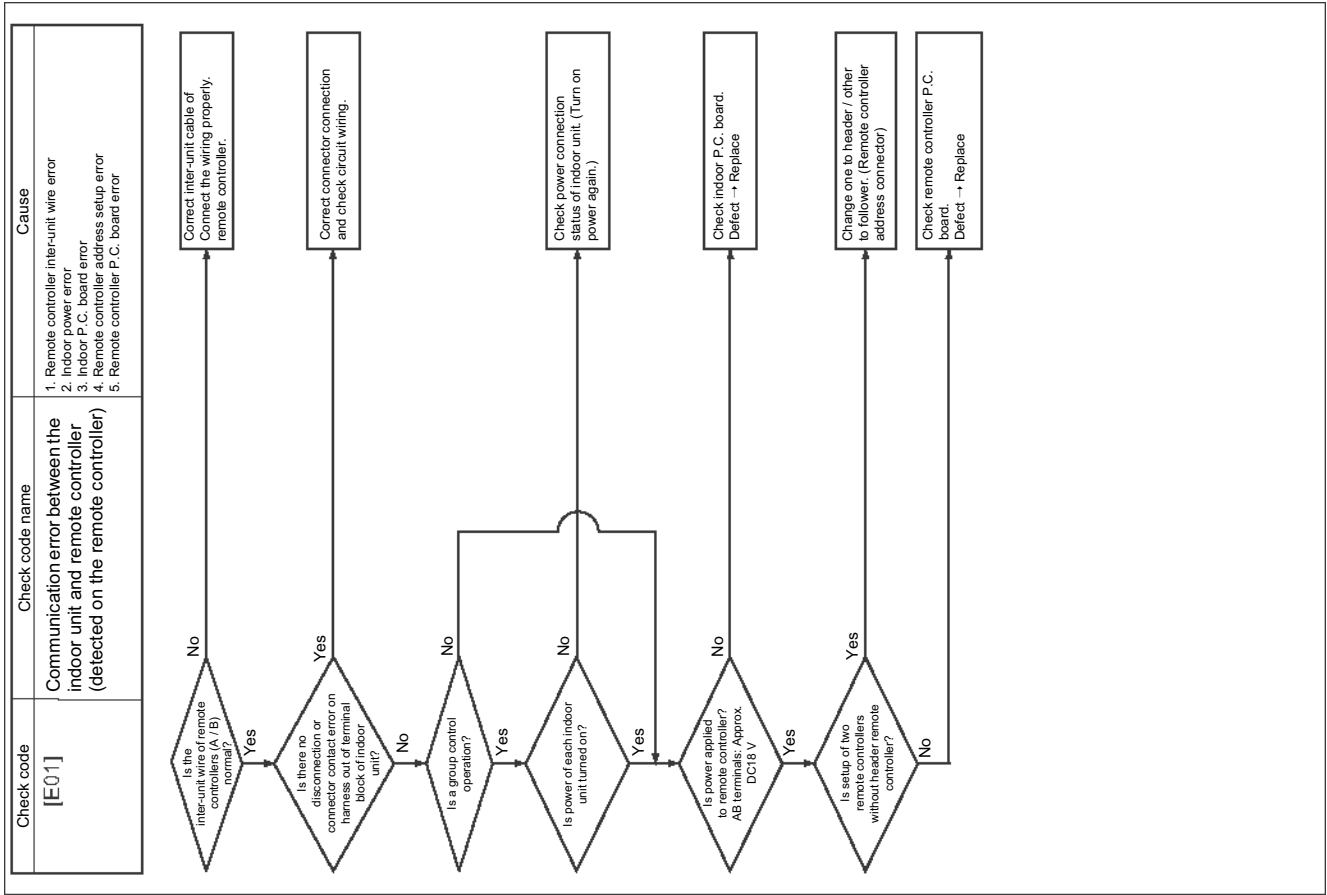 Check code
Check code name
Cause
[E01]
Communication error between the
indoor unit and remote controller
(detected on the remote controller)
1. Remote controller inter-unit wire error
2. Indoor power error
3. Indoor P.C. board error
4. Remote controller address setup error
5. Remote controller P.C. board error
Is the
inter-unit wire of remote
controllers (A / B)
normal?
No
Correct inter-unit cable of
Connect the wiring properly.
remote controller.
Yes
Is there no
disconnection or
connector contact error on
harness out of terminal
block of indoor
unit?
Yes
Correct connector connection
and check circuit wiring.
No
Is a group control
operation?
No
Yes
Is power of each indoor
unit turned on?
No
Check power connection
status of indoor unit. (Turn on
power again.)
Yes
Is power applied
to remote controller?
AB terminals: Approx.
DC18 V
No
Check indoor P.C. board.
Defect → Replace
Yes
Is setup of two
remote controllers
without header remote
controller?
Yes
Change one to header / other
to follower. (Remote controller
address connector)
No
Check remote controller P.C.
board.
Defect → Replace